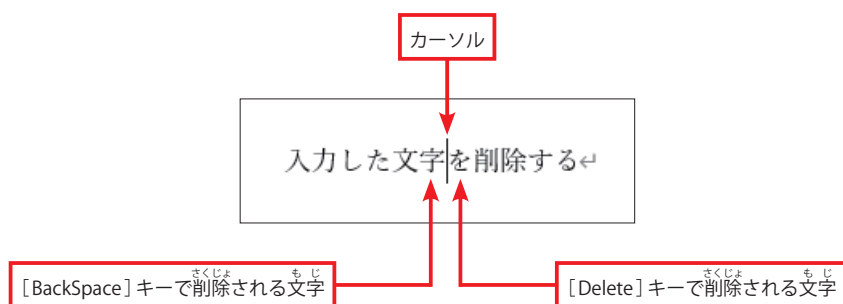 カーソル
入力した文字を削除する↵
さくじょ もじ
[BackSpace]キーで削除される文字
さくじょ もじ
[Delete]キーで削除される文字